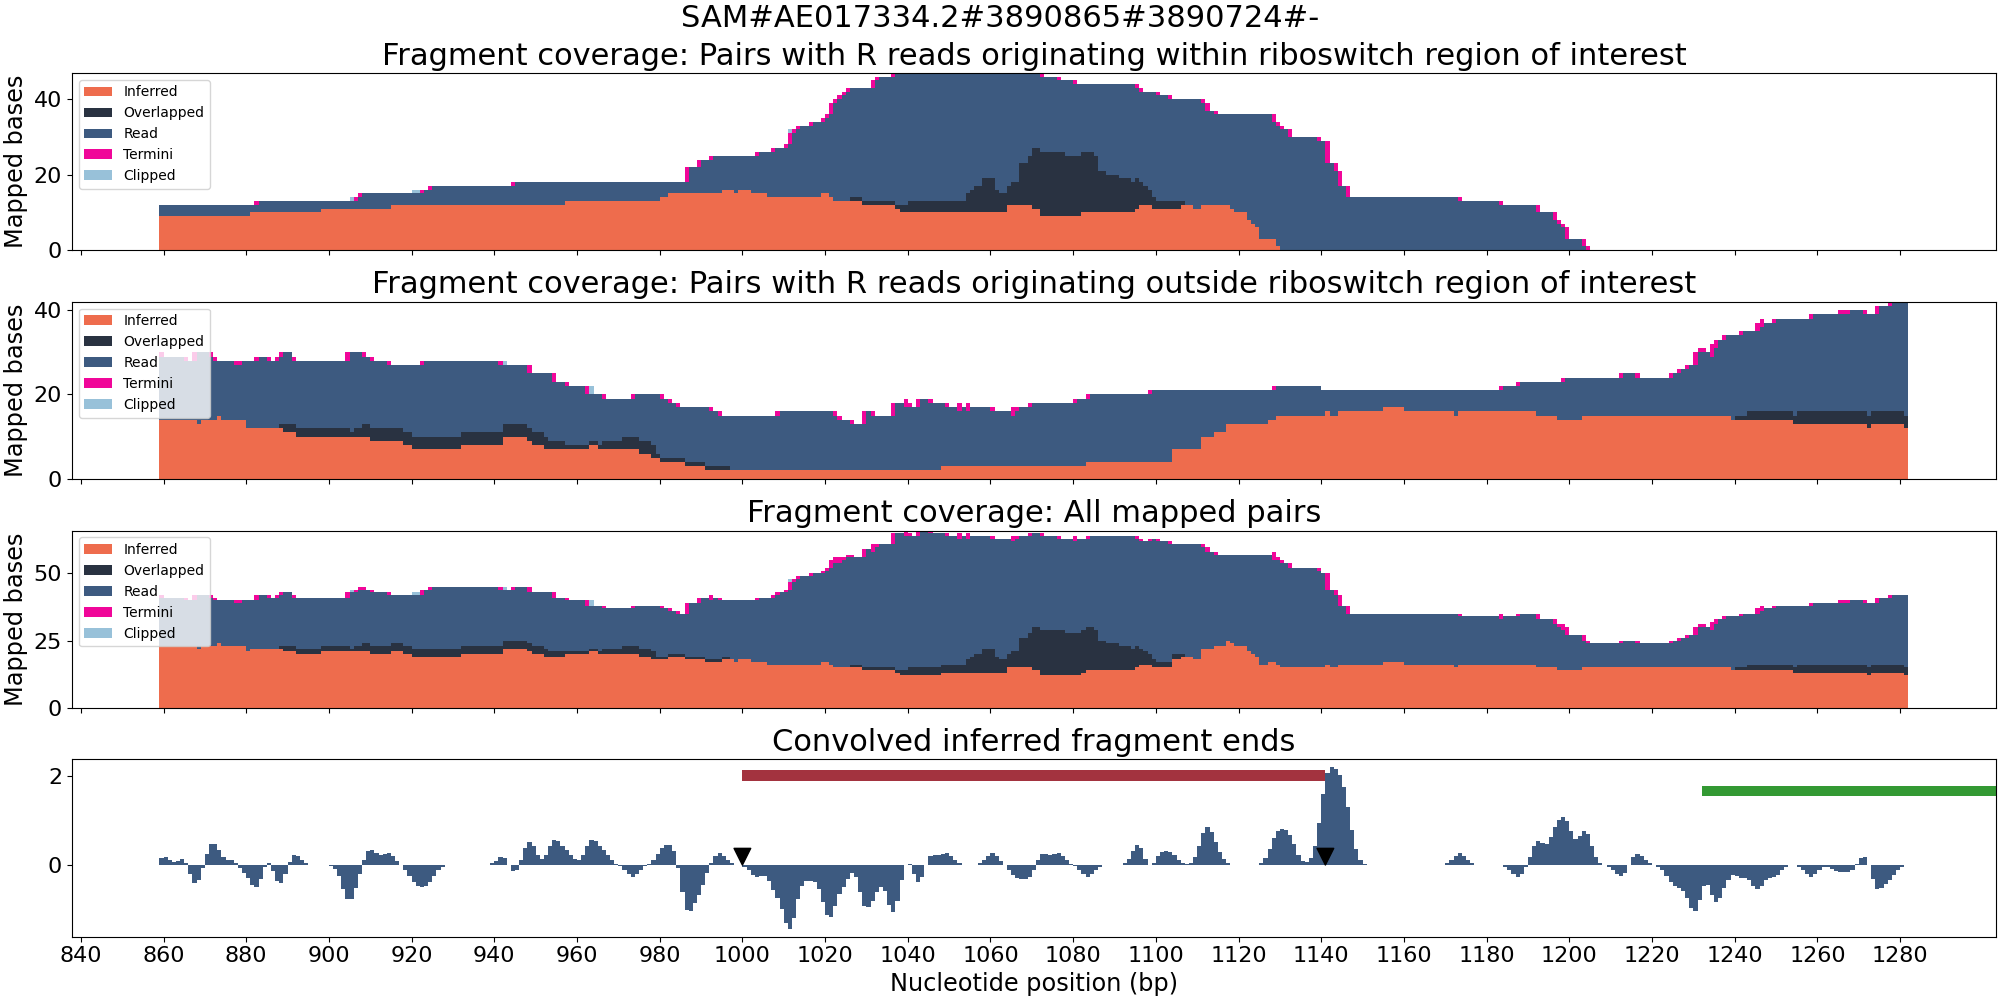 SAM#AE017334.2#3890865#3890724#-
Fragment coverage: Pairs with R reads originating within riboswitch region of interest
Mapped bases
40
20
0
Inferred
Overlapped
Read
Termini
Clipped
Fragment coverage: Pairs with R reads originating outside riboswitch region of interest
Mapped bases
40
20
0
Inferred
Overlapped
Read
Termini
Clipped
Fragment coverage: All mapped pairs
Mapped bases
50
25
0
Inferred
Overlapped
Read
Termini
Clipped
Convolved inferred fragment ends
2
0
840 860 880 900 920 940 960 980 1000 1020 1040 1060 1080 1100 1120 1140 1160 1180 1200 1220 1240 1260 1280
Nucleotide position (bp)